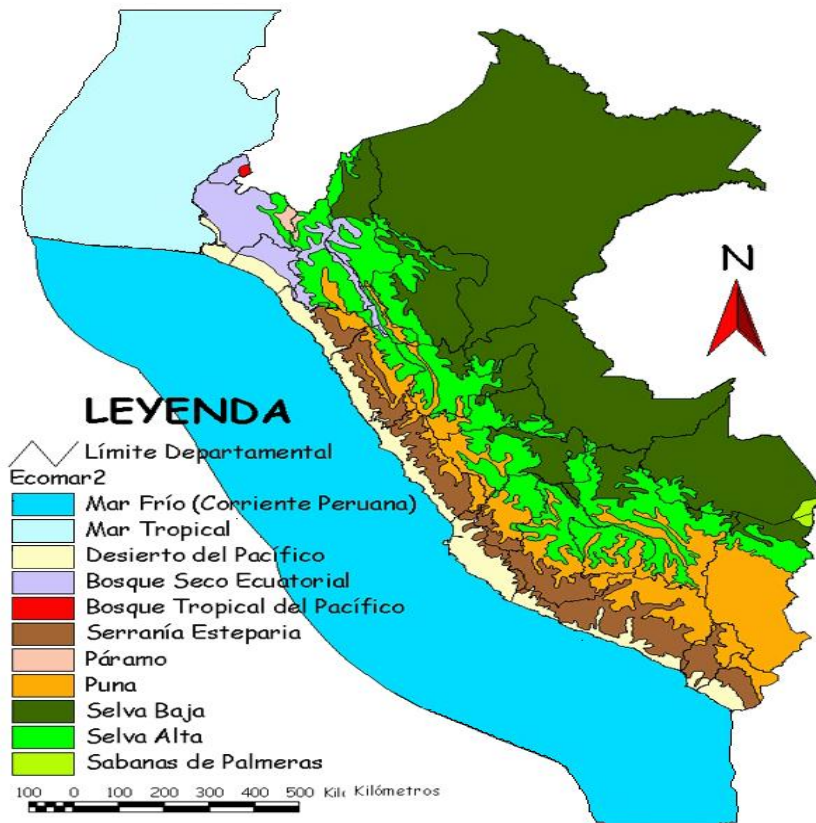 N
LEYENDA
Límite Departamental
Ecomar2
Mar Frío (Corriente Peruana)
Mar Tropical
Desierto del Pacífico
Bosque Seco Ecuatorial
Bosque Tropical del Pacífico
Serranía Esteparia
Páramo
Puna
Selva Baja
Selva Alta
Sabanas de Palmeras
100 0 100 200 300 400 500 Kilo Kilómetros